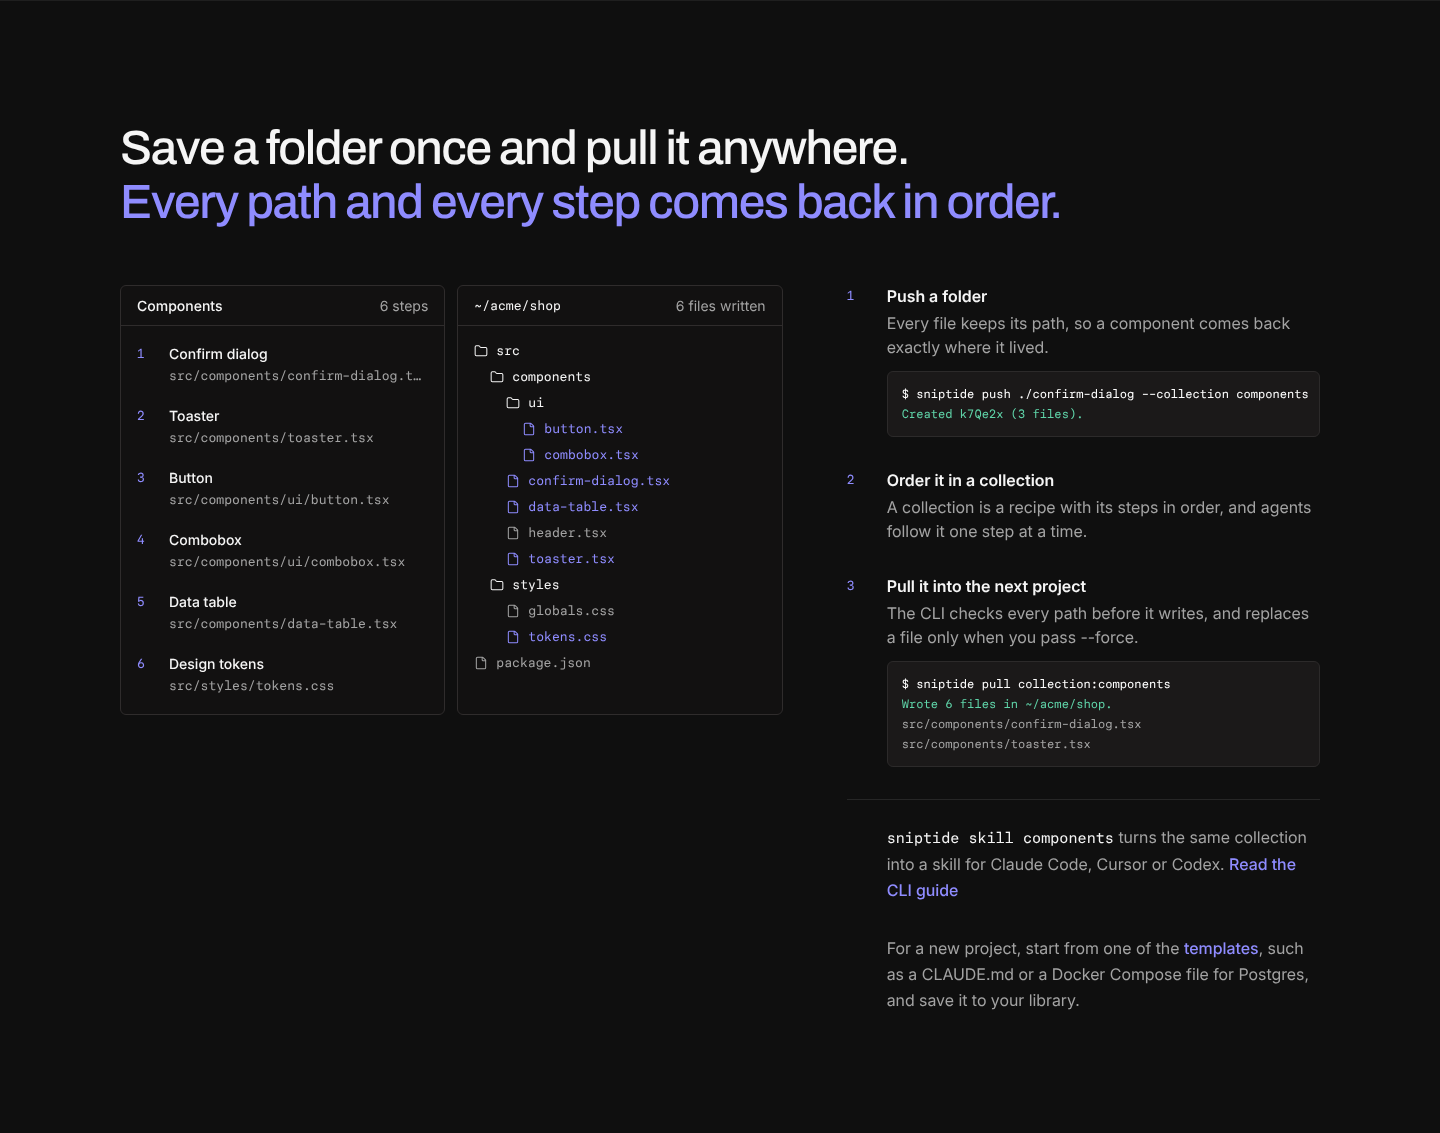 Save a folder once and pull it anywhere.
Every path and every step comes back in order.
Components
6 steps
1
Confirm dialog
src/components/confirm-dialog.t…
2
Toaster
src/components/toaster.tsx
3
Button
src/components/ui/button.tsx
4
Combobox
src/components/ui/combobox.tsx
5
Data table
src/components/data-table.tsx
6
Design tokens
src/styles/tokens.css
~/acme/shop
6 files written
src
components
ui
button.tsx
combobox.tsx
confirm-dialog.tsx
data-table.tsx
header.tsx
toaster.tsx
styles
globals.css
tokens.css
package.json
1
Push a folder
Every file keeps its path, so a component comes back
exactly where it lived.
$ sniptide push ./confirm-dialog --collection components
Created k7Qe2x (3 files).
2
Order it in a collection
A collection is a recipe with its steps in order, and agents
follow it one step at a time.
3
Pull it into the next project
The CLI checks every path before it writes, and replaces
a file only when you pass --force.
$ sniptide pull collection:components
Wrote 6 files in ~/acme/shop.
src/components/confirm-dialog.tsx
src/components/toaster.tsx
sniptide skill components turns the same collection
into a skill for Claude Code, Cursor or Codex. Read the
CLI guide
For a new project, start from one of the templates, such
as a CLAUDE.md or a Docker Compose file for Postgres,
and save it to your library.